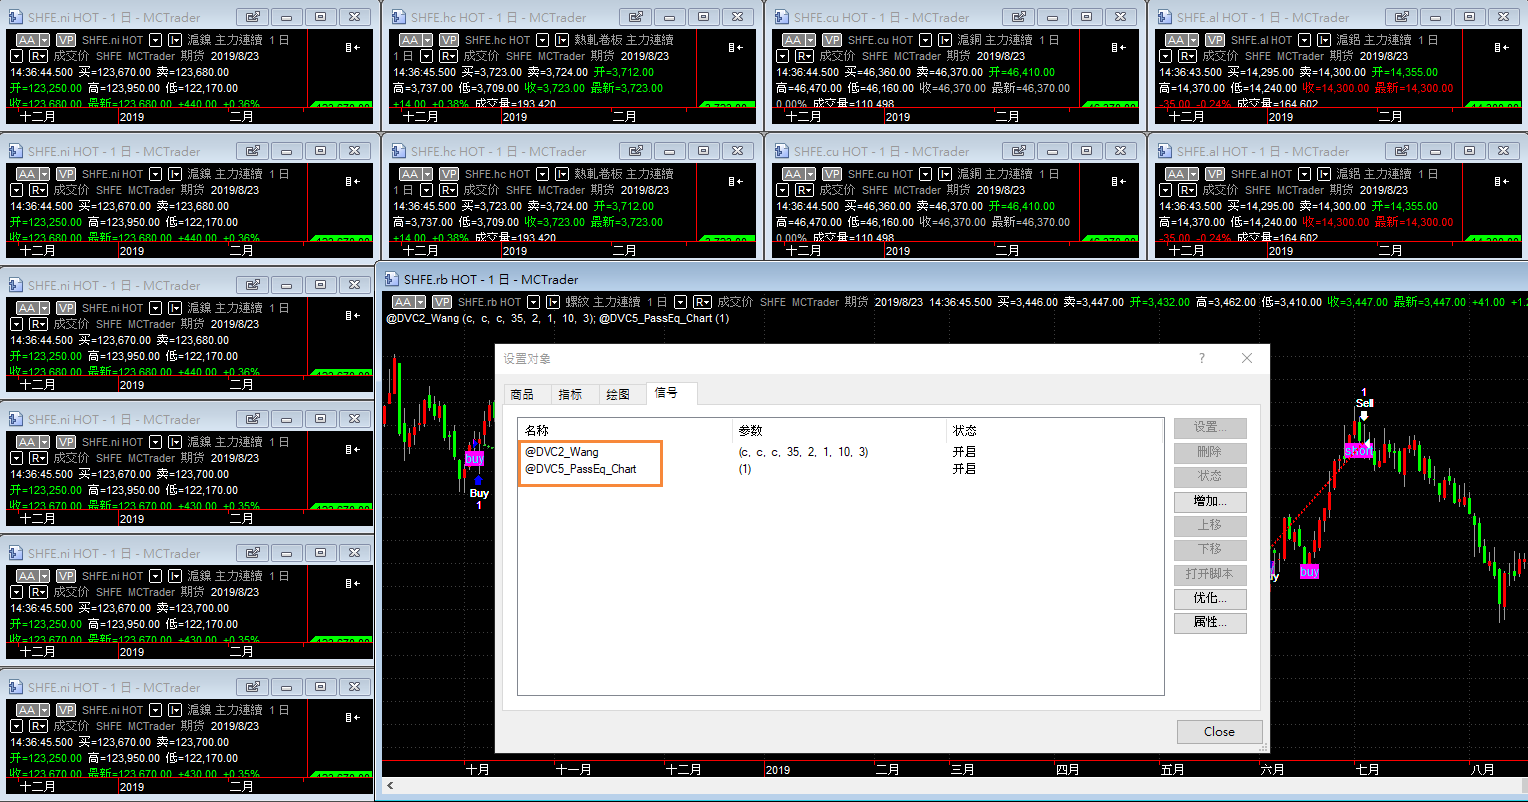 SHFE.ni HOT - 1 日 - MCTrader
AA VP SHFE.ni HOT 滬鎳 主力連續 1 日
R 成交价 SHFE MCTrader 期货 2019/8/23
14:36:44.500 买=123,670.00 卖=123,680.00
开=123,250.00 高=123,950.00 低=122,170.00
收=123,680.00 最新=123,680.00 +440.00 +0.36%
十二月 2019 二月
SHFE.hc HOT - 1 日 - MCTrader
AA VP SHFE.hc HOT 熱軋卷板 主力連續
1 日 R 成交价 SHFE MCTrader 期货 2019/8/23
14:36:45.500 买=3,723.00 卖=3,724.00 开=3,712.00
高=3,737.00 低=3,709.00 收=3,723.00 最新=3,723.00
+14.00 +0.38% 成交量=193,420
十二月 2019 二月
SHFE.cu HOT - 1 日 - MCTrader
AA VP SHFE.cu HOT 滬銅 主力連續 1 日
R 成交价 SHFE MCTrader 期货 2019/8/23
14:36:44.500 买=46,360.00 卖=46,370.00 开=46,410.00
高=46,470.00 低=46,160.00 收=46,370.00 最新=46,370.00
0.00% 成交量=110,498
十二月 2019 二月
SHFE.al HOT - 1 日 - MCTrader
AA VP SHFE.al HOT 滬鋁 主力連續 1 日
R 成交价 SHFE MCTrader 期货 2019/8/23
14:36:43.500 买=14,295.00 卖=14,300.00 开=14,355.00
高=14,370.00 低=14,240.00 收=14,300.00 最新=14,300.00
-35.00 -0.24% 成交量=164,602
十二月 2019 二月
SHFE.ni HOT - 1 日 - MCTrader
AA VP SHFE.ni HOT 滬鎳 主力連續 1 日
R 成交价 SHFE MCTrader 期货 2019/8/23
14:36:44.500 买=123,670.00 卖=123,680.00
开=123,250.00 高=123,950.00 低=122,170.00
收=123,680.00 最新=123,680.00 +440.00 +0.36%
十二月 2019 二月
SHFE.hc HOT - 1 日 - MCTrader
AA VP SHFE.hc HOT 熱軋卷板 主力連續
1 日 R 成交价 SHFE MCTrader 期货 2019/8/23
14:36:45.500 买=3,723.00 卖=3,724.00 开=3,712.00
高=3,737.00 低=3,709.00 收=3,723.00 最新=3,723.00
+14.00 +0.38% 成交量=193,420
十二月 2019 二月
SHFE.cu HOT - 1 日 - MCTrader
AA VP SHFE.cu HOT 滬銅 主力連續 1 日
R 成交价 SHFE MCTrader 期货 2019/8/23
14:36:44.500 买=46,360.00 卖=46,370.00 开=46,410.00
高=46,470.00 低=46,160.00 收=46,370.00 最新=46,370.00
0.00% 成交量=110,498
十二月 2019 二月
SHFE.al HOT - 1 日 - MCTrader
AA VP SHFE.al HOT 滬鋁 主力連續 1 日
R 成交价 SHFE MCTrader 期货 2019/8/23
14:36:43.500 买=14,295.00 卖=14,300.00 开=14,355.00
高=14,370.00 低=14,240.00 收=14,300.00 最新=14,300.00
-35.00 -0.24% 成交量=164,602
十二月 2019 二月
SHFE.ni HOT - 1 日 - MCTrader
AA VP SHFE.ni HOT 滬鎳 主力連續 1 日
R 成交价 SHFE MCTrader 期货 2019/8/23
14:36:44.500 买=123,670.00 卖=123,680.00
开=123,250.00 高=123,950.00 低=122,170.00
收=123,680.00 最新=123,680.00 +440.00 +0.36%
十二月 2019 二月
SHFE.ni HOT - 1 日 - MCTrader
AA VP SHFE.ni HOT 滬鎳 主力連續 1 日
R 成交价 SHFE MCTrader 期货 2019/8/23
14:36:45.500 买=123,670.00 卖=123,700.00
开=123,250.00 高=123,950.00 低=122,170.00
收=123,670.00 最新=123,670.00 +430.00 +0.35%
十二月 2019 二月
SHFE.ni HOT - 1 日 - MCTrader
AA VP SHFE.ni HOT 滬鎳 主力連續 1 日
R 成交价 SHFE MCTrader 期货 2019/8/23
14:36:45.500 买=123,670.00 卖=123,700.00
开=123,250.00 高=123,950.00 低=122,170.00
收=123,670.00 最新=123,670.00 +430.00 +0.35%
十二月 2019 二月
SHFE.ni HOT - 1 日 - MCTrader
AA VP SHFE.ni HOT 滬鎳 主力連續 1 日
R 成交价 SHFE MCTrader 期货 2019/8/23
14:36:45.500 买=123,670.00 卖=123,700.00
开=123,250.00 高=123,950.00 低=122,170.00
收=123,670.00 最新=123,670.00 +430.00 +0.35%
十二月 2019 二月
SHFE.rb HOT - 1 日 - MCTrader
AA VP SHFE.rb HOT 螺紋 主力連續 1 日 R 成交价 SHFE MCTrader 期货 2019/8/23 14:36:45.500 买=3,446.00 卖=3,447.00 开=3,432.00 高=3,462.00 低=3,410.00 收=3,447.00 最新=3,447.00 +41.00
@DVC2_Wang (c, c, c, 35, 2, 1, 10, 3); @DVC5_PassEq_Chart (1)
buy
Buy
1
设置对象
?
商品 指标 绘图 信号
名称 参数 状态
@DVC2_Wang (c, c, c, 35, 2, 1, 10, 3) 开启
@DVC5_PassEq_Chart (1) 开启
设置...
删除
状态
增加...
上移
下移
打开脚本
优化...
属性...
Close
1
Sell
short
buy
十月 十一月 十二月 2019 二月 三月 四月 五月 六月 七月 八月